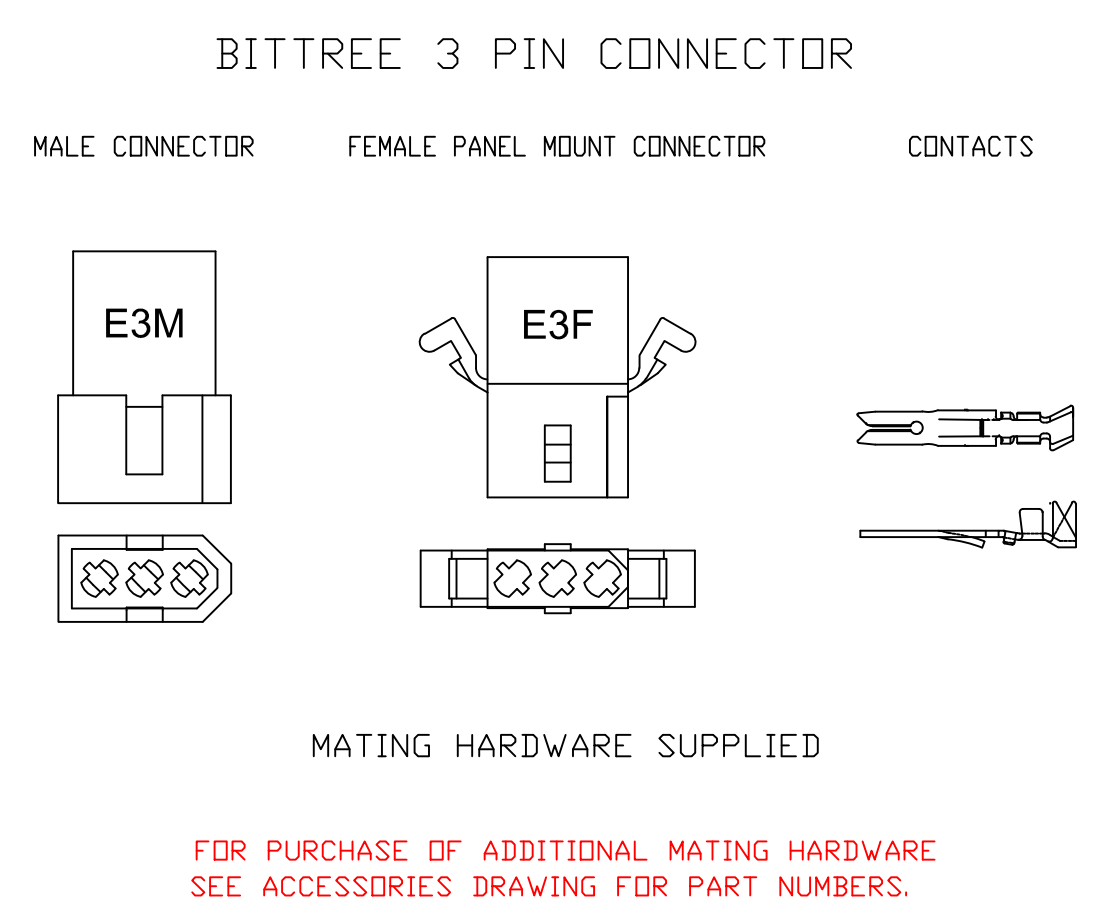 BITTREE 3 PIN CONNECTOR
MALE CONNECTOR
FEMALE PANEL MOUNT CONNECTOR
CONTACTS
E3M
E3F
MATING HARDWARE SUPPLIED
FOR PURCHASE OF ADDITIONAL MATING HARDWARE
SEE ACCESSORIES DRAWING FOR PART NUMBERS.